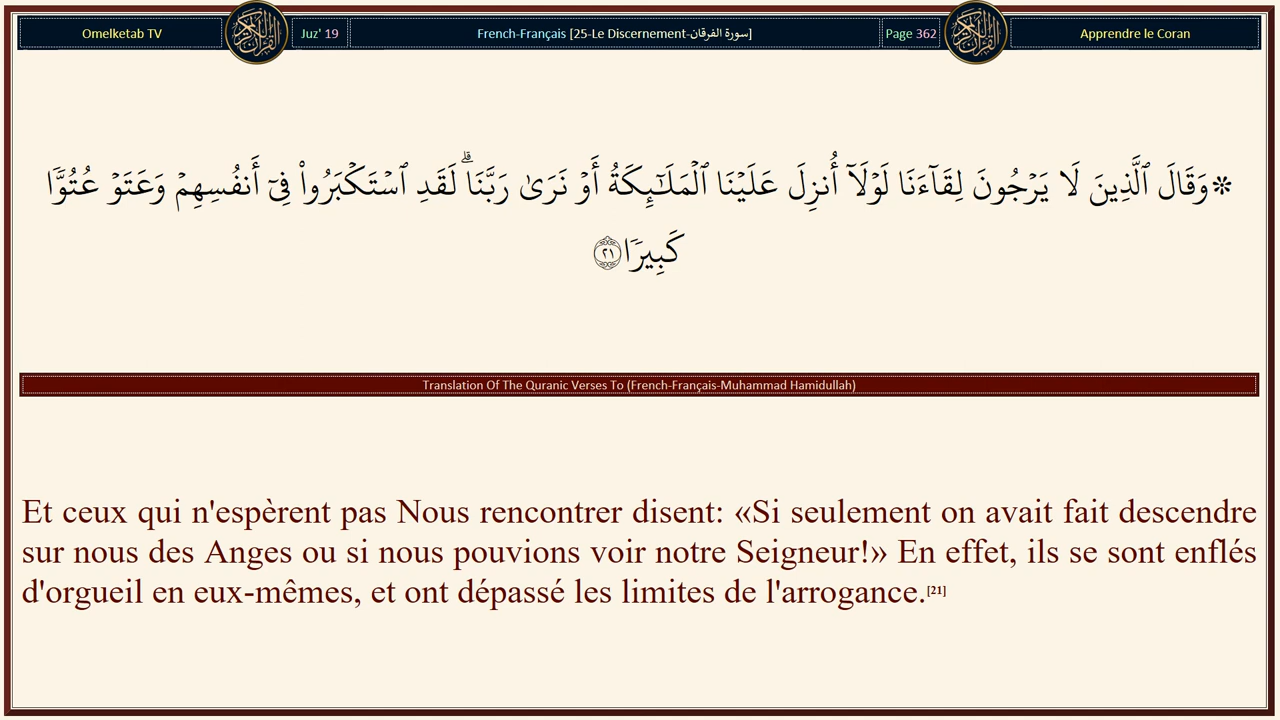 Omelketab TV
Juz' 19
French-Français [25-Le Discernement-سورة الفرقان]
Page 362
Apprendre le Coran
۞وَقَالَ ٱلَّذِينَ لَا يَرۡجُونَ لِقَآءَنَا لَوۡلَآ أُنزِلَ عَلَيۡنَا ٱلۡمَلَـٰٓئِكَةُ أَوۡ نَرَىٰ رَبَّنَاۗ لَقَدِ ٱسۡتَكۡبَرُواْ فِيٓ أَنفُسِهِمۡ وَعَتَوۡ عُتُوّٗا
كَبِيرٗا ٢١
Translation Of The Quranic Verses To (French-Français-Muhammad Hamidullah)
Et ceux qui n'espèrent pas Nous rencontrer disent: «Si seulement on avait fait descendre
sur nous des Anges ou si nous pouvions voir notre Seigneur!» En effet, ils se sont enflés
d'orgueil en eux-mêmes, et ont dépassé les limites de l'arrogance.[21]